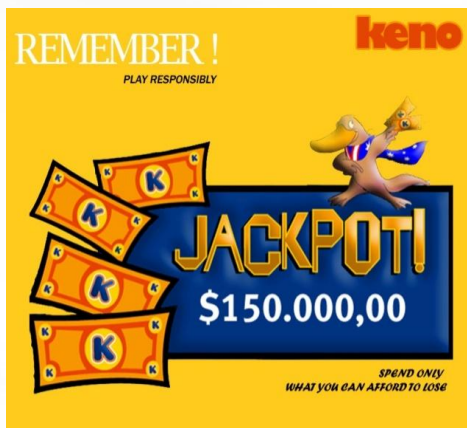 REMEMBER !
keno
PLAY RESPONSIBLY
K K K
K K K
JACKPOT!
K K K
$150.000,00
K K K
SPEND ONLY
WHAT YOU CAN AFFORD TO LOSE